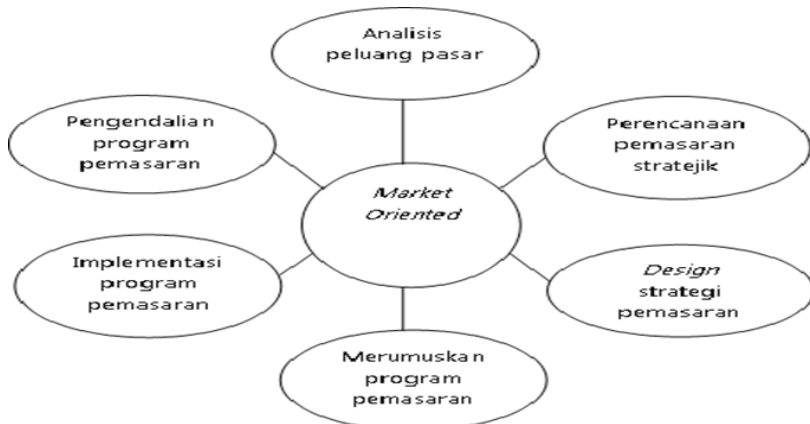 Analisis
peluang pasar
Pengendalian
program
pemasaran
Perencanaan
pemasaran
stratejik
Market
Oriented
Implementasi
program
pemasaran
Design
strategi
pemasaran
Merumuskan
program
pemasaran